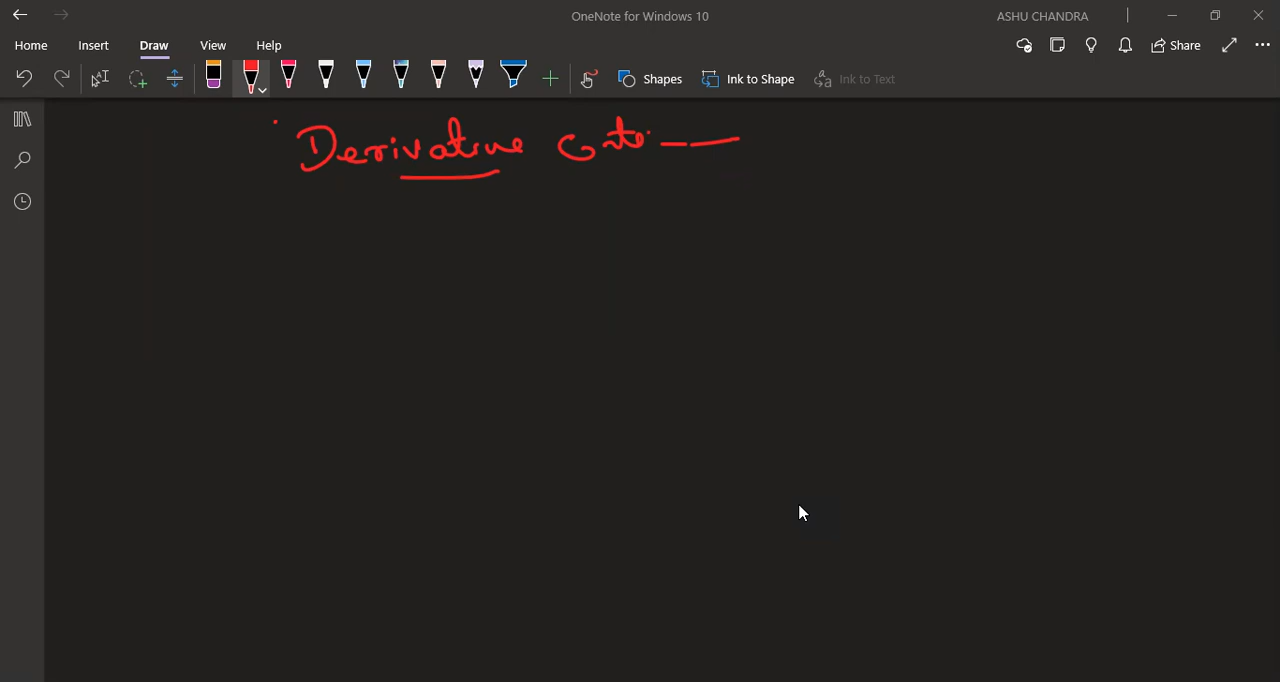 OneNote for Windows 10
ASHU CHANDRA
Home Insert Draw View Help
Share
Shapes Ink to Shape Ink to Text
Derivative